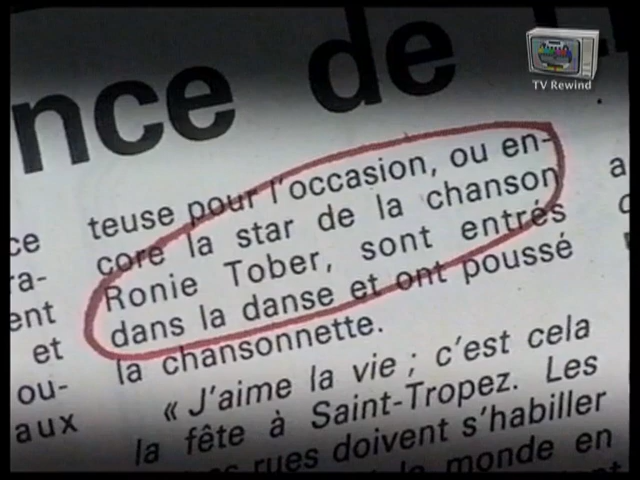 TV Rewind
nce de
ce
a-
ent
et
ou-
aux
teuse pour l'occasion, ou en-
core la star de la chanson
Ronie Tober, sont entrés
dans la danse et ont poussé
la chansonnette.
« J'aime la vie ; c'est cela
la fête à Saint-Tropez. Les
rues doivent s'habiller
monde en
a